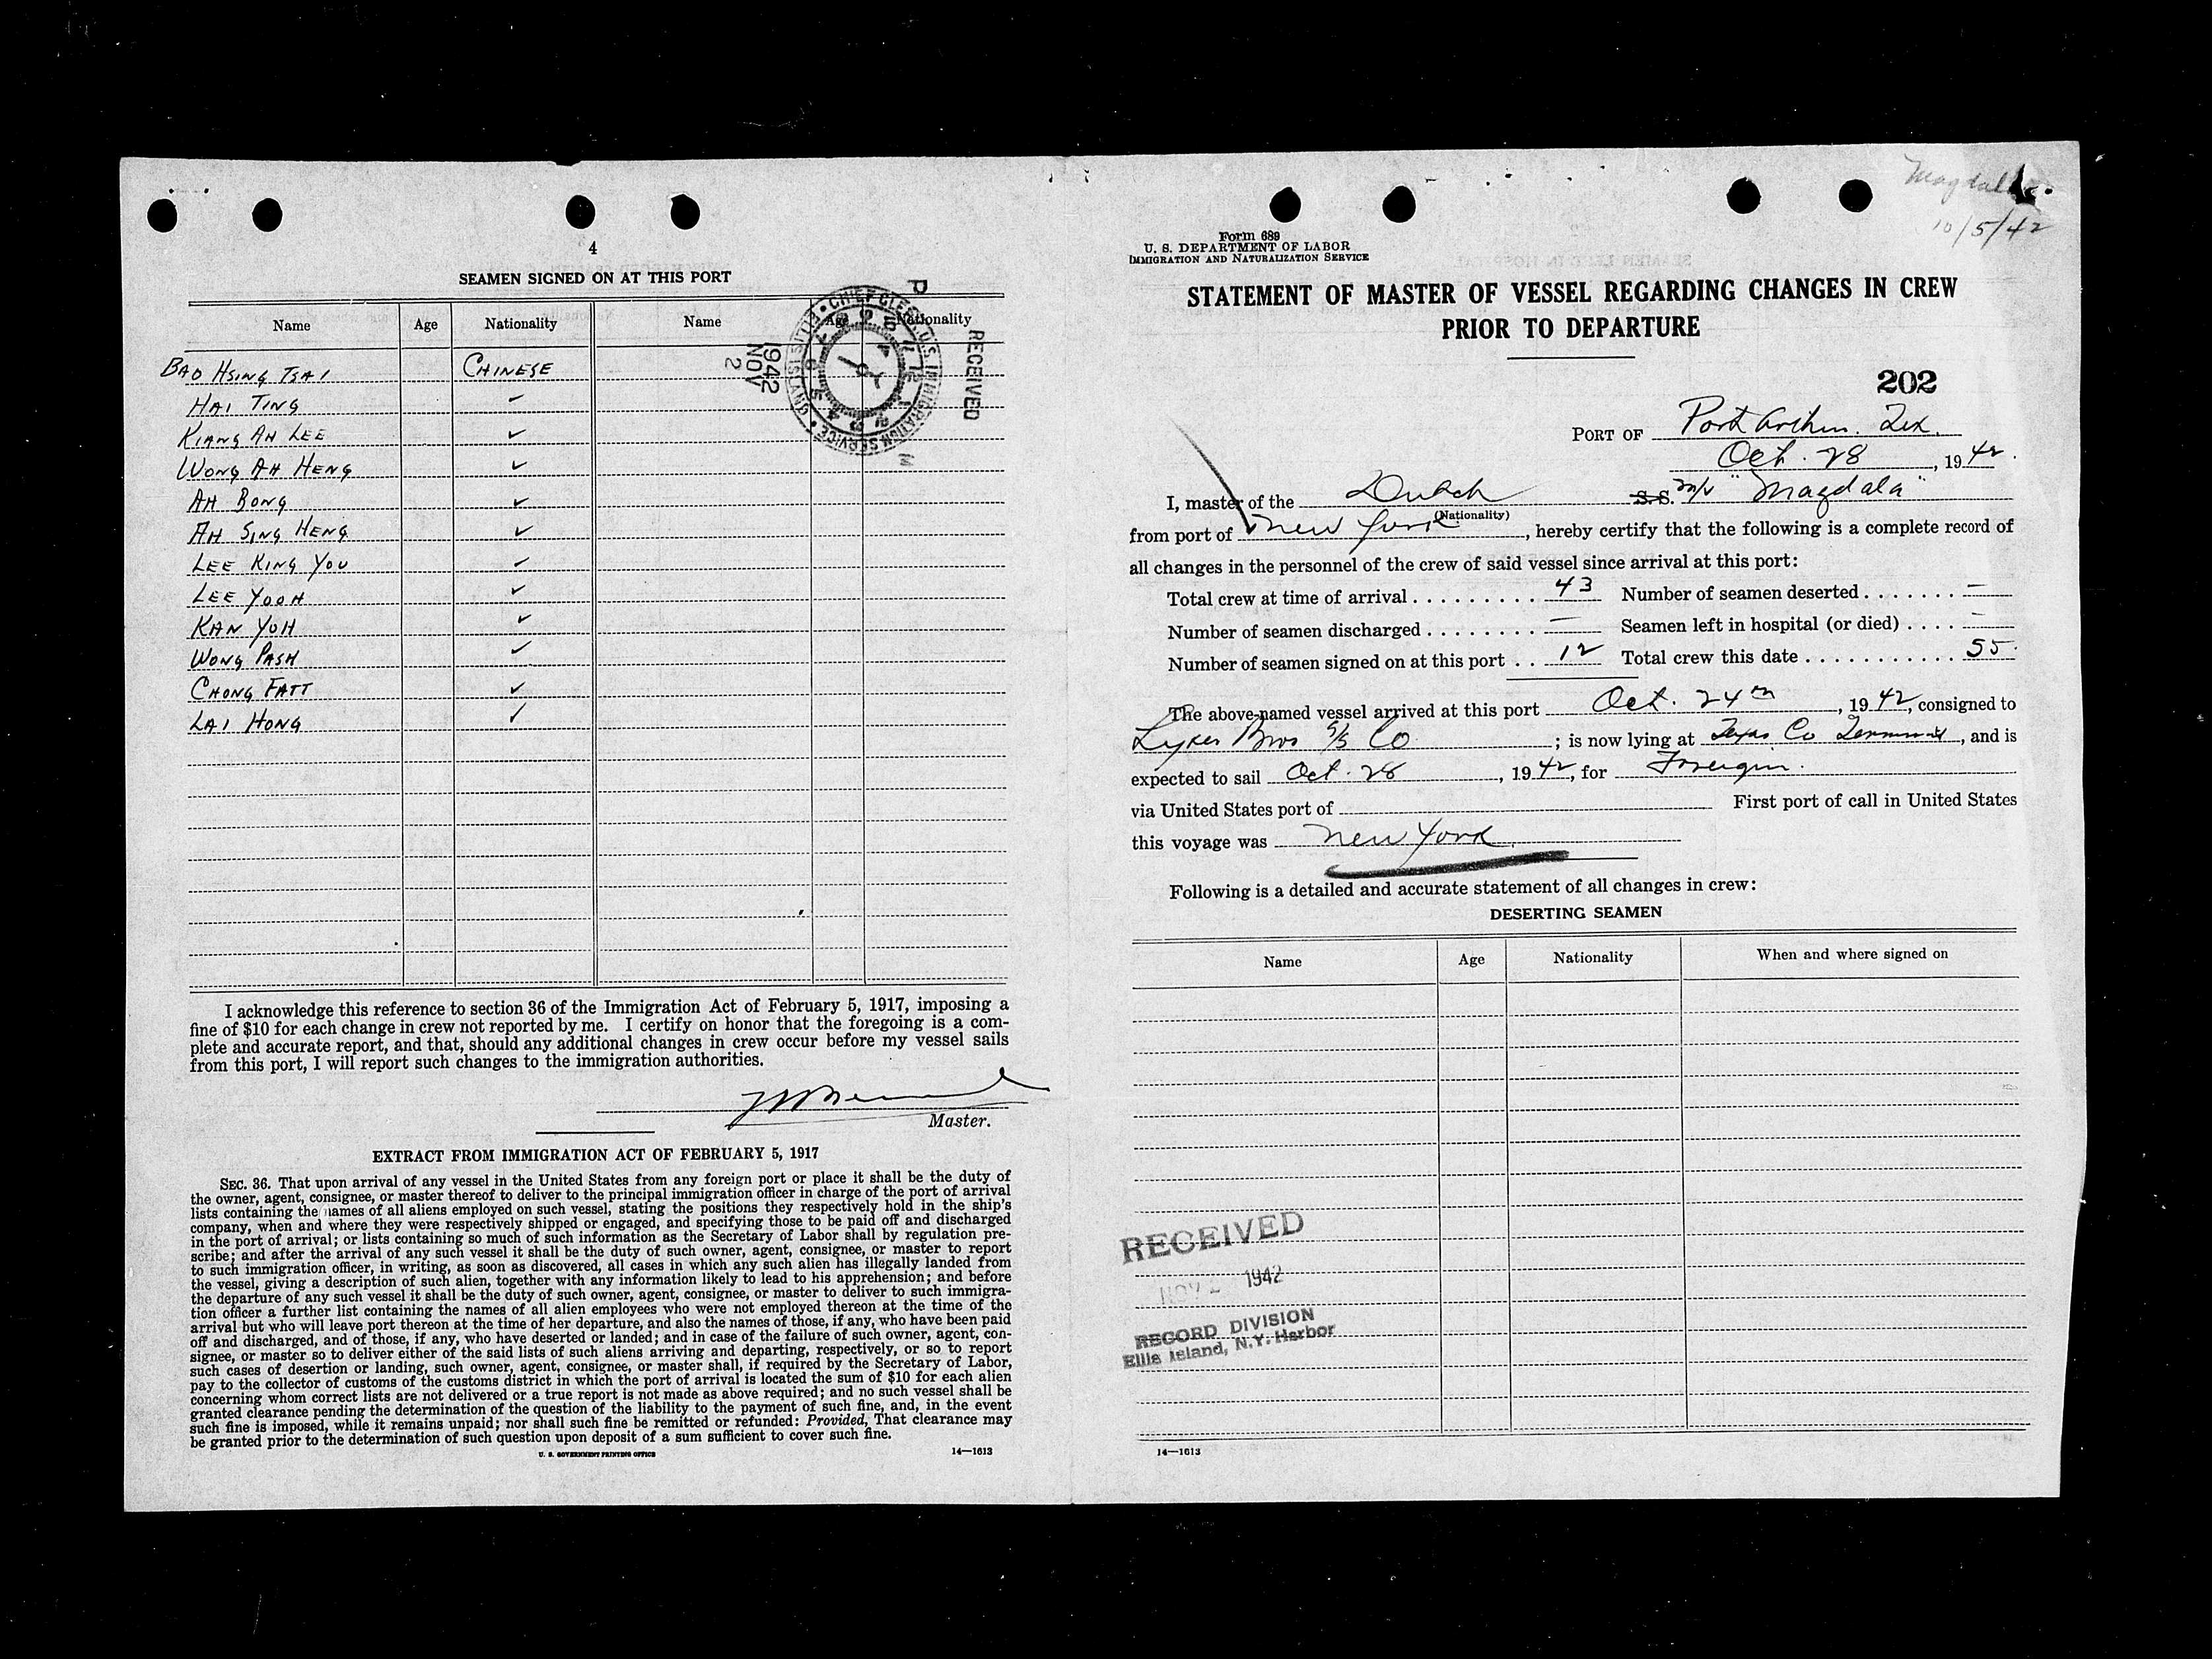 4
SEAMEN SIGNED ON AT THIS PORT
Name Age Nationality Name Age Nationality
BAO HSING TSAI CHINESE
HAI TING ✓
KIANG AH LEE ✓
WONG AH HENG ✓
AH BONG ✓
AH SING HENG ✓
LEE KING YOU ✓
LEE YOOH ✓
KAN YUH ✓
WONG PASH ✓
CHONG FATT ✓
LAI HONG ✓
RECEIVED
1942
NOV
2
P
M
CHIEF CLERK, U.S. IMMIGRATION SERVICE • ELLIS ISLAND •
I acknowledge this reference to section 36 of the Immigration Act of February 5, 1917, imposing a
fine of $10 for each change in crew not reported by me. I certify on honor that the foregoing is a com-
plete and accurate report, and that, should any additional changes in crew occur before my vessel sails
from this port, I will report such changes to the immigration authorities.
Master.
EXTRACT FROM IMMIGRATION ACT OF FEBRUARY 5, 1917
SEC. 36. That upon arrival of any vessel in the United States from any foreign port or place it shall be the duty of
the owner, agent, consignee, or master thereof to deliver to the principal immigration officer in charge of the port of arrival
lists containing the names of all aliens employed on such vessel, stating the positions they respectively hold in the ship's
company, when and where they were respectively shipped or engaged, and specifying those to be paid off and discharged
in the port of arrival; or lists containing so much of such information as the Secretary of Labor shall by regulation pre-
scribe; and after the arrival of any such vessel it shall be the duty of such owner, agent, consignee, or master to report
to such immigration officer, in writing, as soon as discovered, all cases in which any such alien has illegally landed from
the vessel, giving a description of such alien, together with any information likely to lead to his apprehension; and before
the departure of any such vessel it shall be the duty of such owner, agent, consignee, or master to deliver to such immigra-
tion officer a further list containing the names of all alien employees who were not employed thereon at the time of the
arrival but who will leave port thereon at the time of her departure, and also the names of those, if any, who have been paid
off and discharged, and of those, if any, who have deserted or landed; and in case of the failure of such owner, agent, con-
signee, or master so to deliver either of the said lists of such aliens arriving and departing, respectively, or so to report
such cases of desertion or landing, such owner, agent, consignee, or master shall, if required by the Secretary of Labor,
pay to the collector of customs of the customs district in which the port of arrival is located the sum of $10 for each alien
concerning whom correct lists are not delivered or a true report is not made as above required; and no such vessel shall be
granted clearance pending the determination of the question of the liability to the payment of such fine, and, in the event
such fine is imposed, while it remains unpaid; nor shall such fine be remitted or refunded: Provided, That clearance may
be granted prior to the determination of such question upon deposit of a sum sufficient to cover such fine.
U. S. GOVERNMENT PRINTING OFFICE 14—1613
Magdala
10/5/42
Form 689
U. S. DEPARTMENT OF LABOR
IMMIGRATION AND NATURALIZATION SERVICE
STATEMENT OF MASTER OF VESSEL REGARDING CHANGES IN CREW
PRIOR TO DEPARTURE
202
PORT OF Port Arthur. Tex.
Oct. 28, 1942.
I, master of the Dutch S.S. M/V "Magdala"
(Nationality)
from port of New York, hereby certify that the following is a complete record of
all changes in the personnel of the crew of said vessel since arrival at this port:
Total crew at time of arrival . . . . . . . . . . 43 Number of seamen deserted . . . . . . . —
Number of seamen discharged . . . . . . . . — Seamen left in hospital (or died) . . . . —
Number of seamen signed on at this port . . 12 Total crew this date . . . . . . . . . . . . 55
The above-named vessel arrived at this port Oct. 24th, 1942, consigned to
Lykes Bros S/S Co; is now lying at Texas Co Terminal, and is
expected to sail Oct. 28, 1942, for Foreign.
via United States port of First port of call in United States
this voyage was New York.
Following is a detailed and accurate statement of all changes in crew:
DESERTING SEAMEN
Name Age Nationality When and where signed on
RECEIVED
NOV 2 1942
RECORD DIVISION
Ellis Island, N.Y. Harbor
14—1613